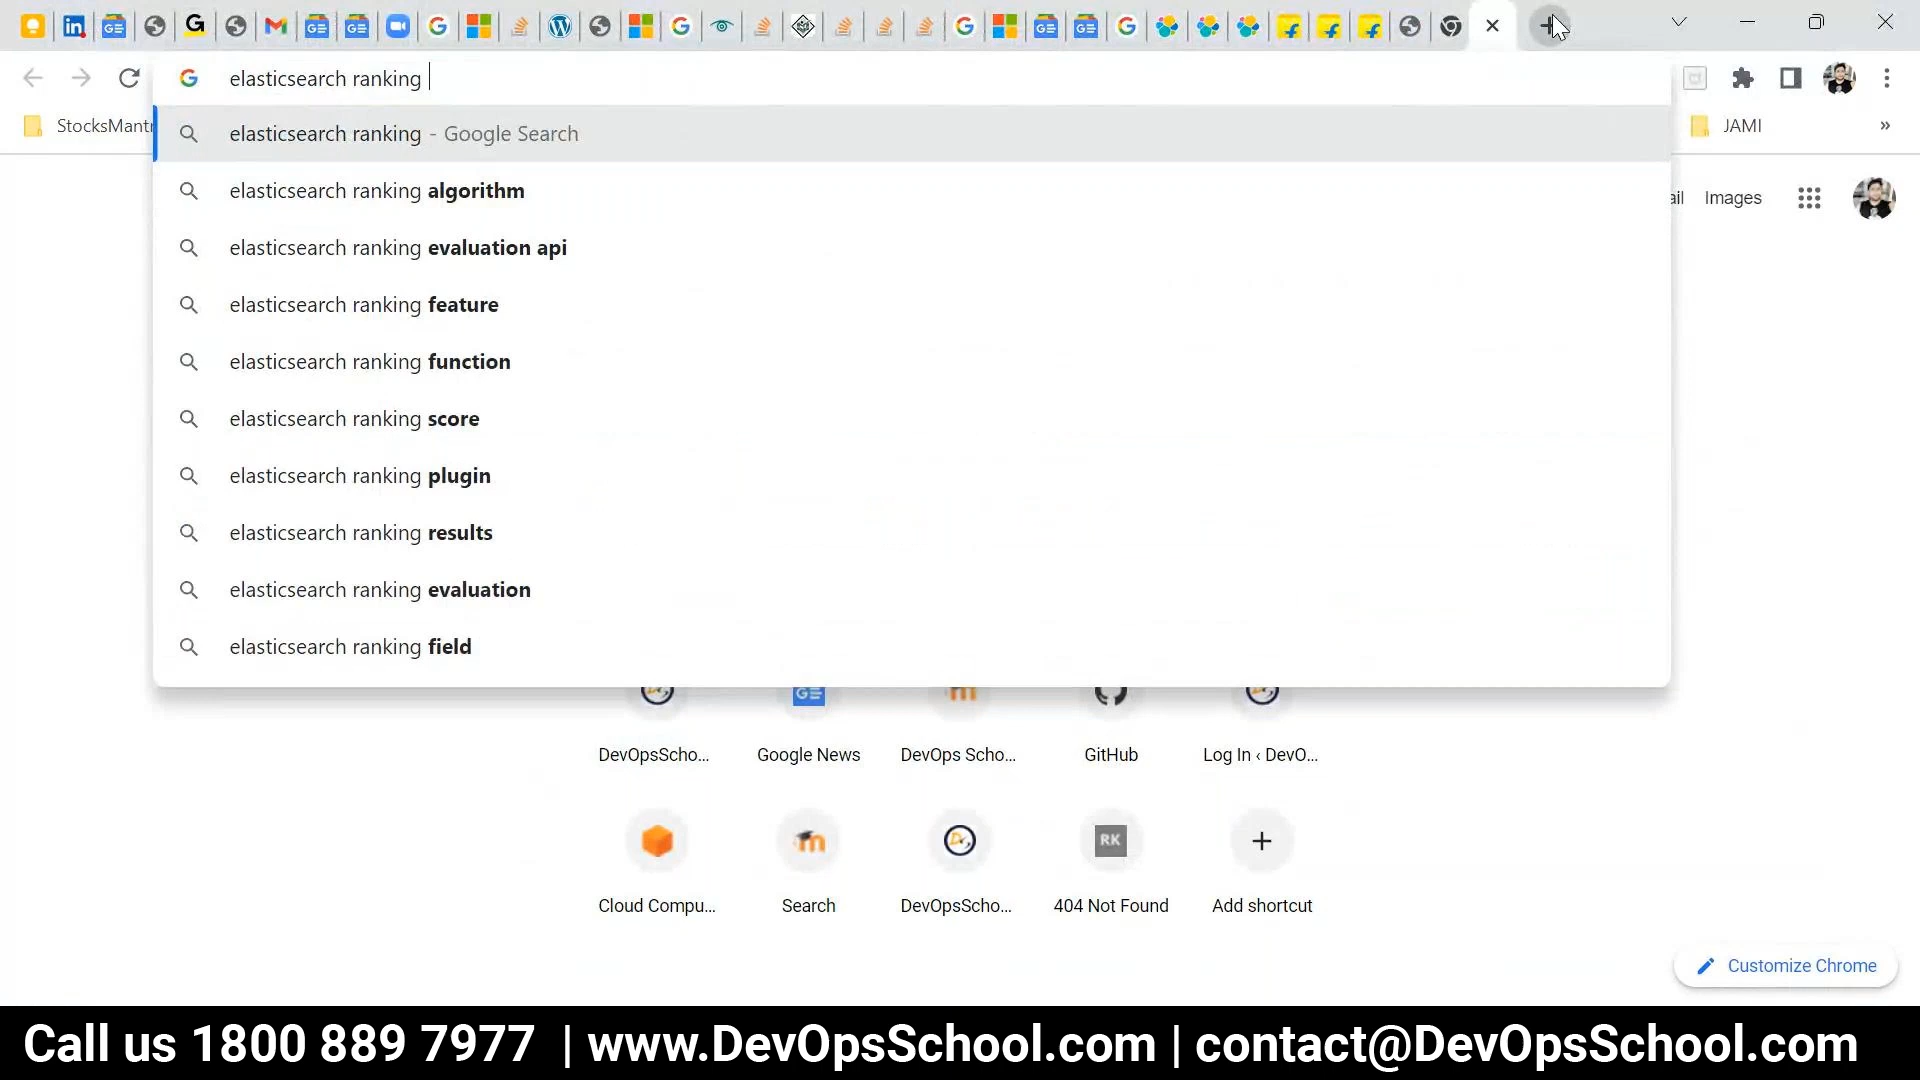 elasticsearch ranking
StocksMantr
JAMI
»
elasticsearch ranking - Google Search
elasticsearch ranking algorithm
ail Images
elasticsearch ranking evaluation api
elasticsearch ranking feature
elasticsearch ranking function
elasticsearch ranking score
elasticsearch ranking plugin
elasticsearch ranking results
elasticsearch ranking evaluation
elasticsearch ranking field
DevOpsScho... Google News DevOps Scho... GitHub Log In ‹ DevO...
RK
Cloud Compu... Search DevOpsScho... 404 Not Found Add shortcut
Customize Chrome
Call us 1800 889 7977 | www.DevOpsSchool.com | contact@DevOpsSchool.com